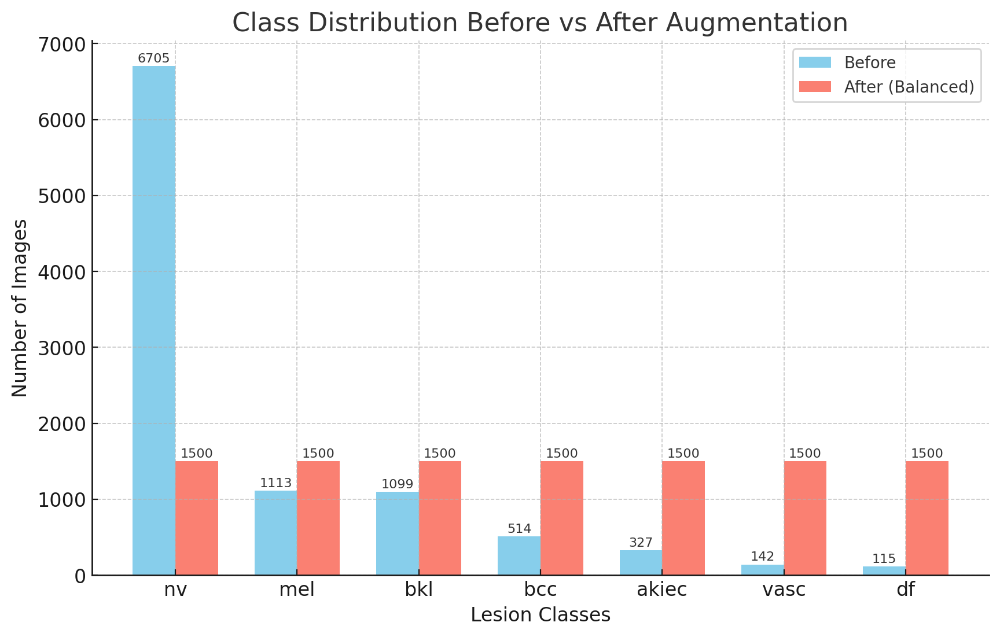 Class Distribution Before vs After Augmentation
Before
After (Balanced)
Number of Images
7000
6000
5000
4000
3000
2000
1000
0
6705
1500
1113
1500
1099
1500
514
1500
327
1500
142
1500
115
1500
nv
mel
bkl
bcc
akiec
vasc
df
Lesion Classes